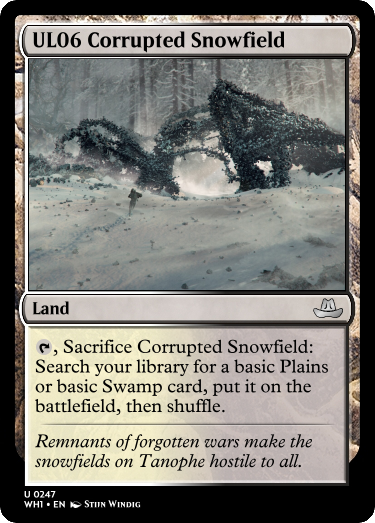 UL06 Corrupted Snowfield
Land
, Sacrifice Corrupted Snowfield:
Search your library for a basic Plains
or basic Swamp card, put it on the
battlefield, then shuffle.
Remnants of forgotten wars make the
snowfields on Tanophe hostile to all.
U 0247
WH1 • EN Stijn Windig